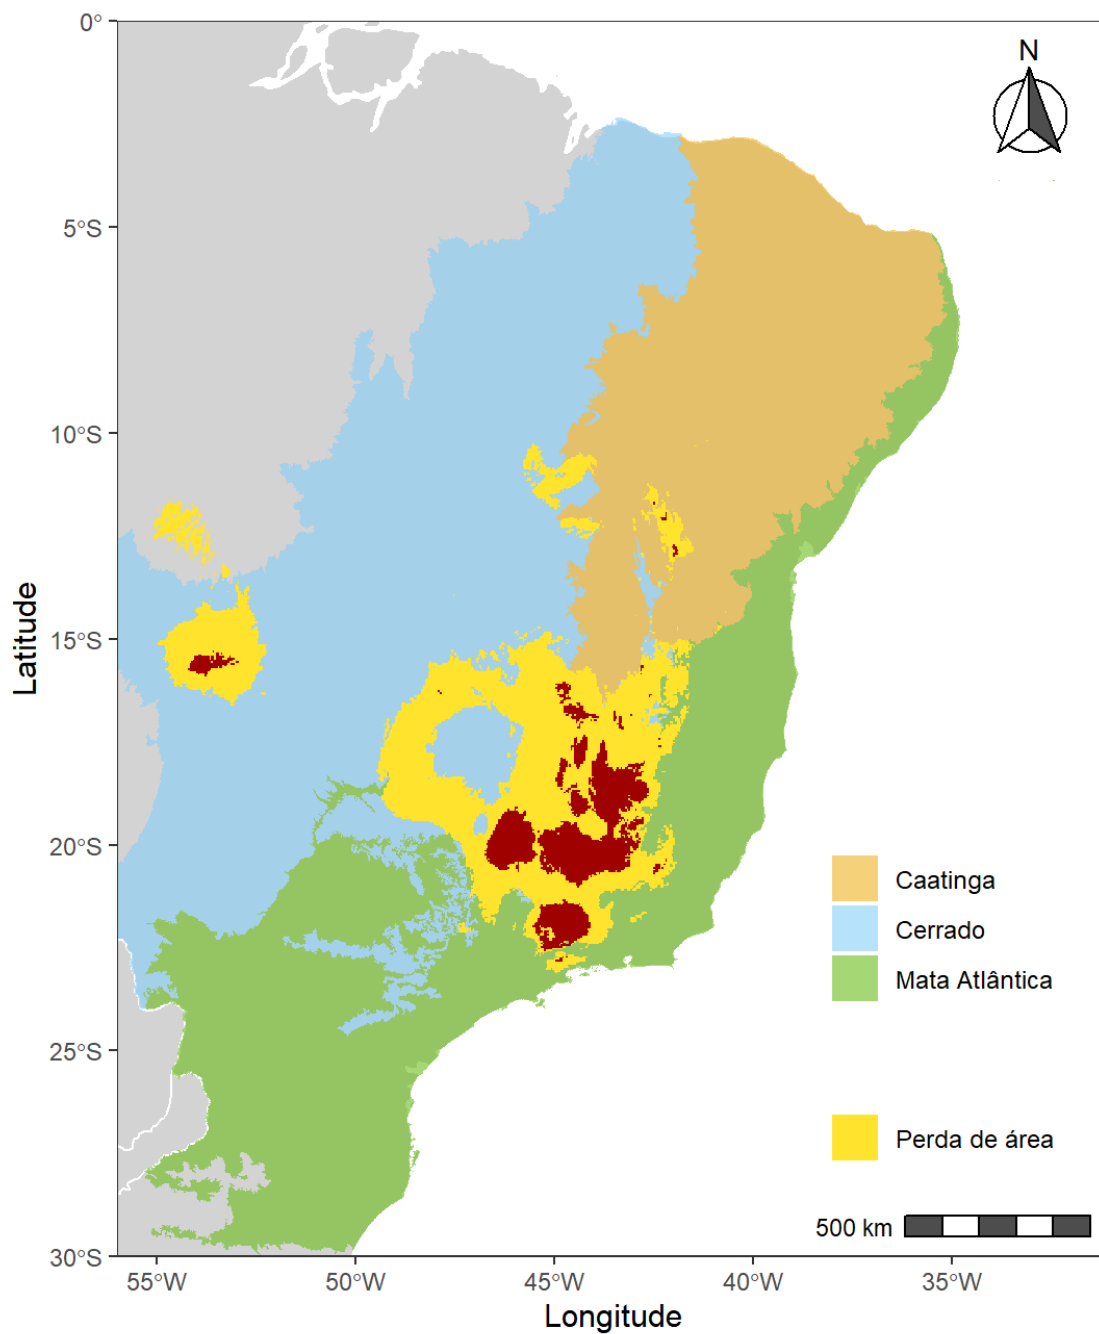 N
0°
5°S
10°S
15°S
20°S
25°S
30°S
Latitude
55°W
50°W
45°W
40°W
35°W
Longitude
Caatinga
Cerrado
Mata Atlântica
Perda de área
500 km